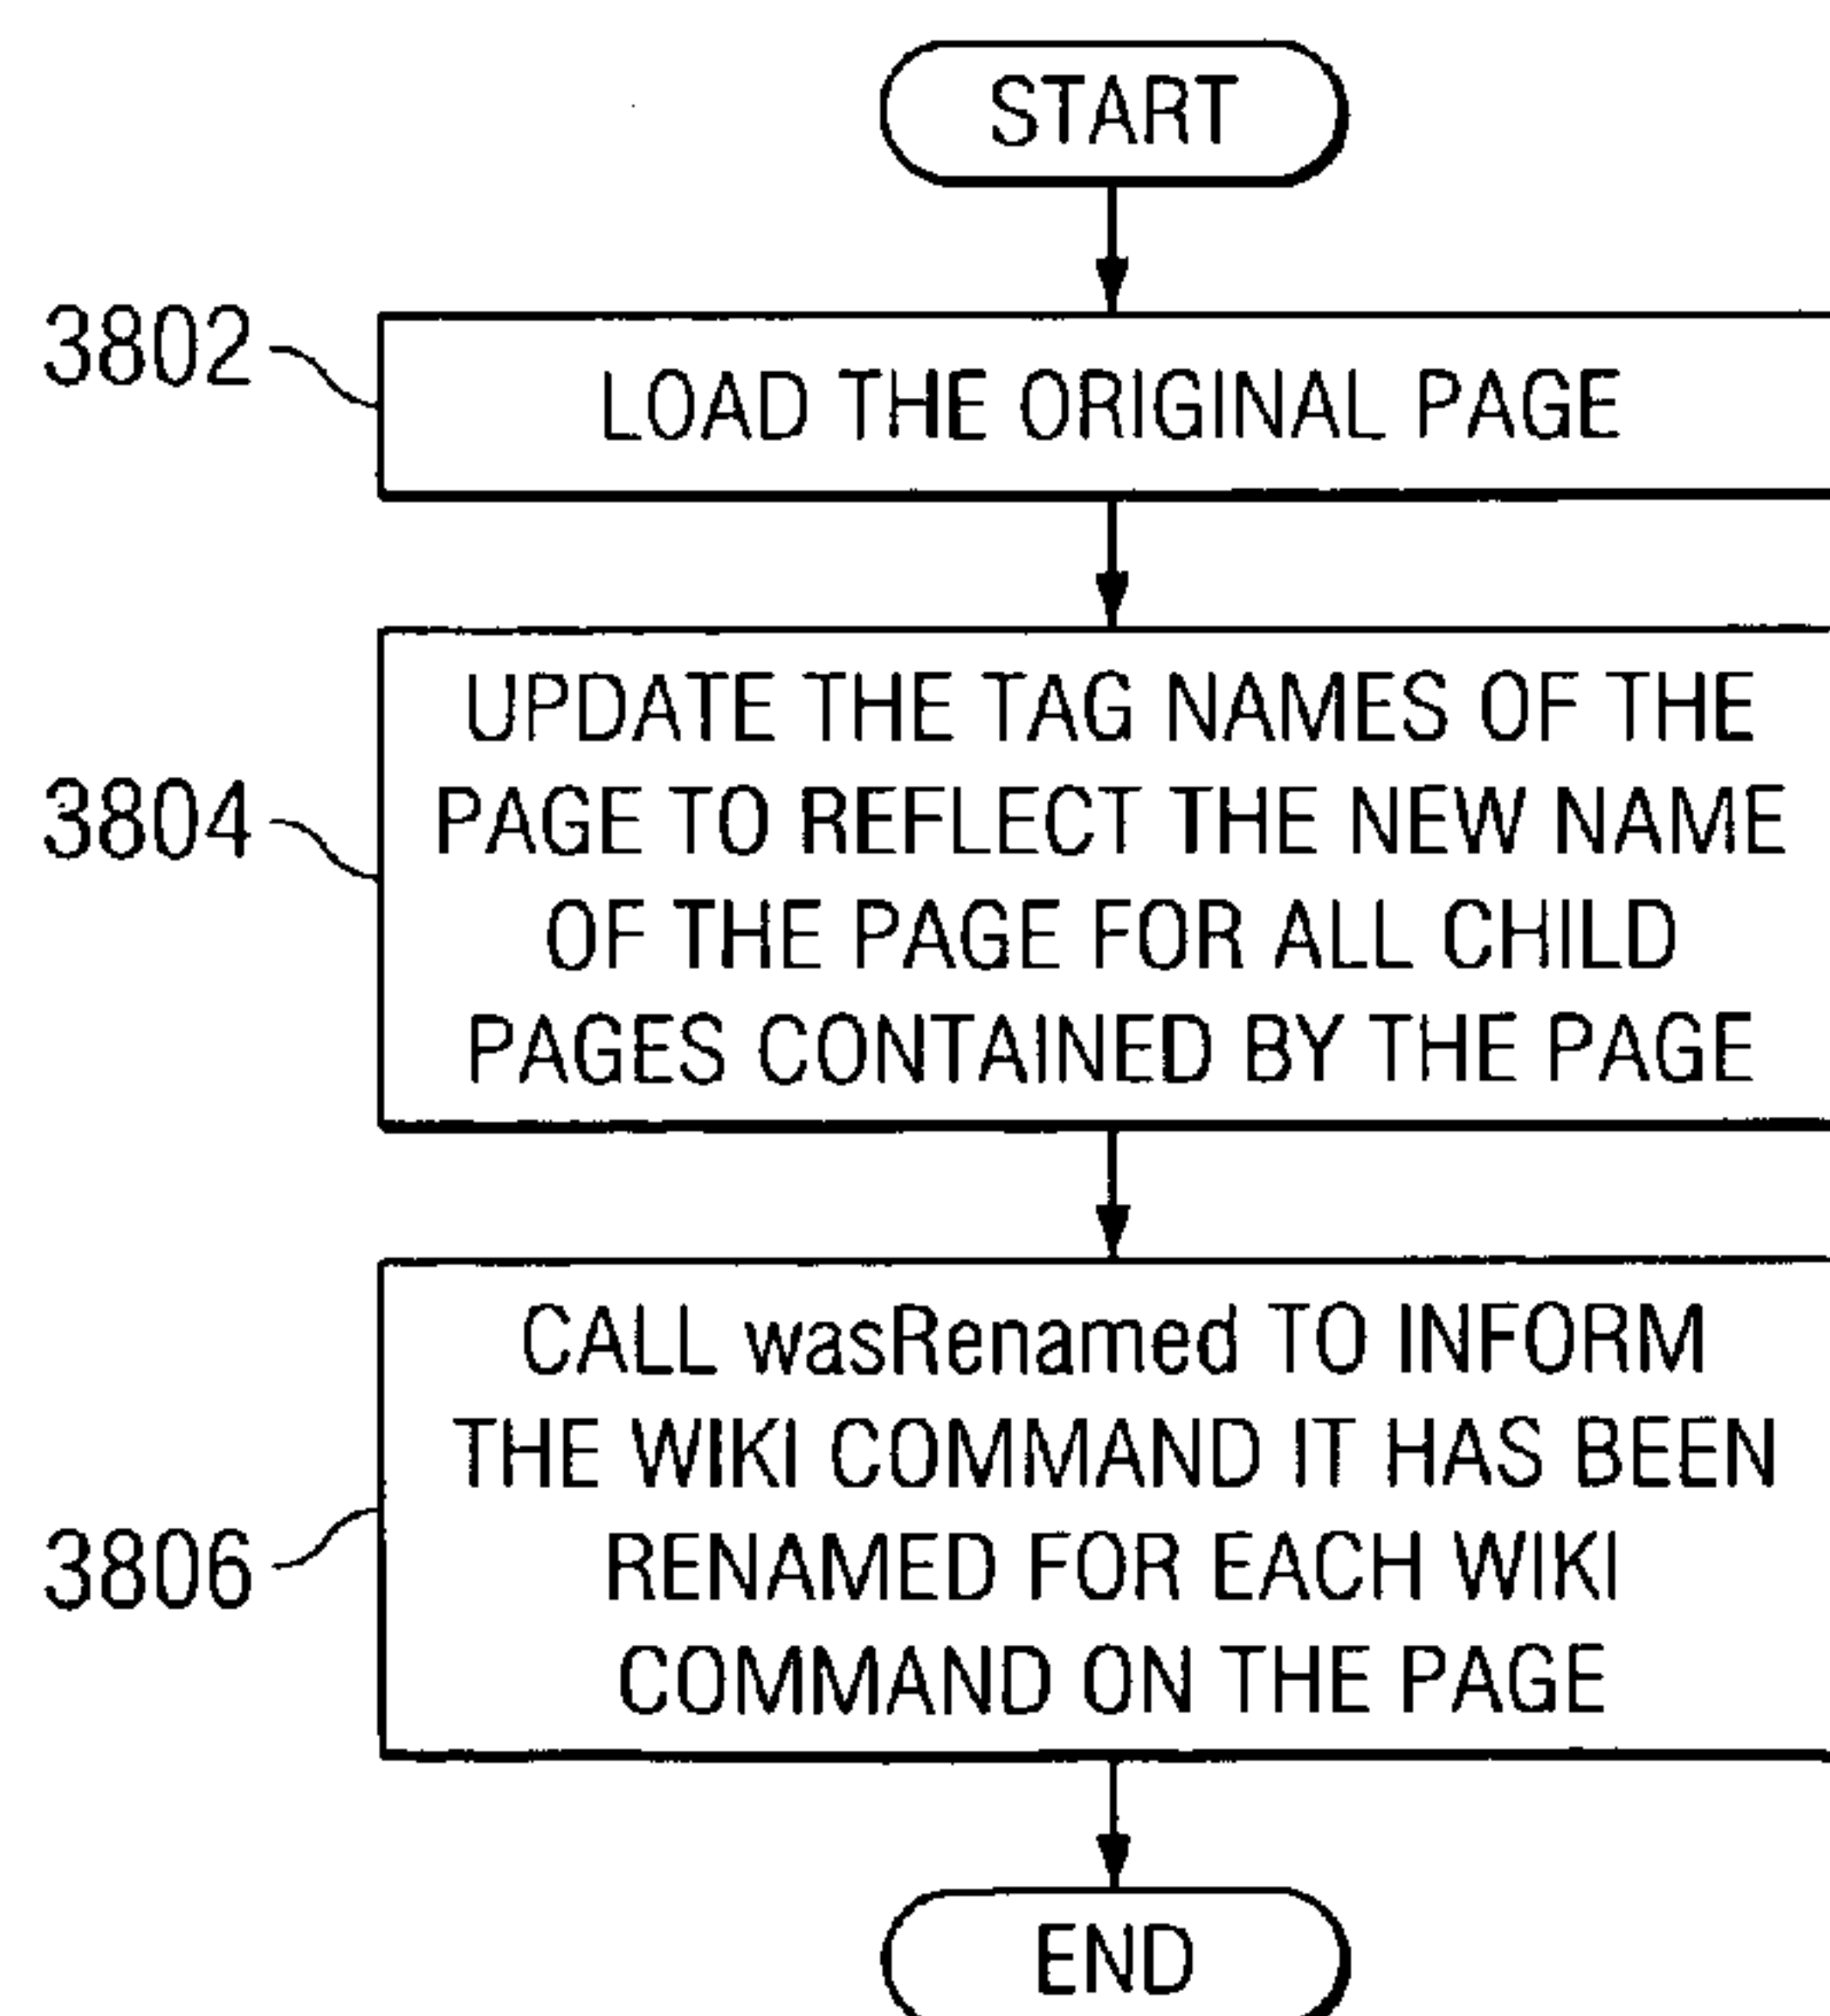 START
3802
LOAD THE ORIGINAL PAGE
3804
UPDATE THE TAG NAMES OF THE
PAGE TO REFLECT THE NEW NAME
OF THE PAGE FOR ALL CHILD
PAGES CONTAINED BY THE PAGE
3806
CALL wasRenamed TO INFORM
THE WIKI COMMAND IT HAS BEEN
RENAMED FOR EACH WIKI
COMMAND ON THE PAGE
END